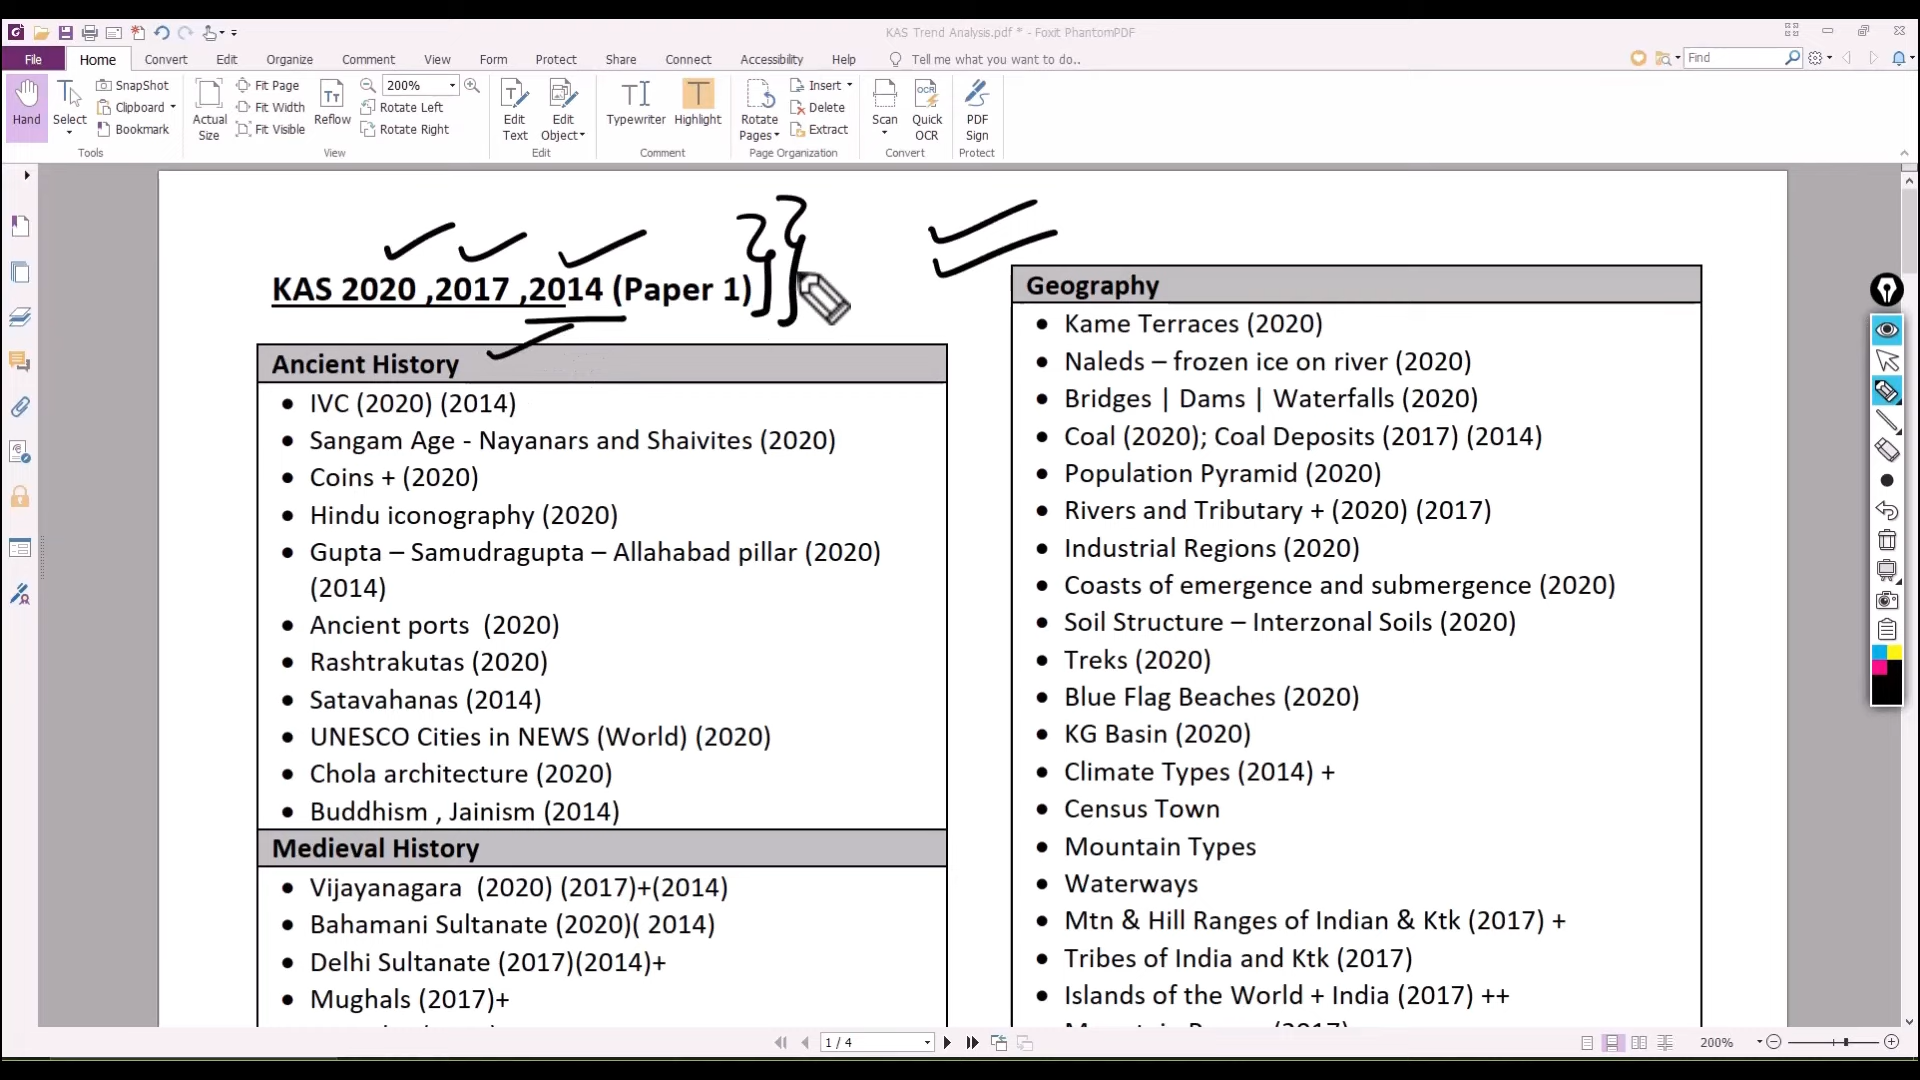 KAS Trend Analysis.pdf * - Foxit PhantomPDF
File Home Convert Edit Organize Comment View Form Protect Share Connect Accessibility Help Tell me what you want to do.. Find
Hand
Select
SnapShot
Clipboard
Bookmark
Tools
Actual Size
Fit Page
Fit Width
Fit Visible
Reflow
200%
Rotate Left
Rotate Right
View
Edit Text
Edit Object
Edit
Typewriter
Highlight
Comment
Rotate Pages
Insert
Delete
Extract
Page Organization
Scan
Quick OCR
Convert
PDF Sign
Protect
KAS 2020 ,2017 ,2014 (Paper 1)
Ancient History
• IVC (2020) (2014)
• Sangam Age - Nayanars and Shaivites (2020)
• Coins + (2020)
• Hindu iconography (2020)
• Gupta – Samudragupta – Allahabad pillar (2020)
(2014)
• Ancient ports (2020)
• Rashtrakutas (2020)
• Satavahanas (2014)
• UNESCO Cities in NEWS (World) (2020)
• Chola architecture (2020)
• Buddhism , Jainism (2014)
Medieval History
• Vijayanagara (2020) (2017)+(2014)
• Bahamani Sultanate (2020)( 2014)
• Delhi Sultanate (2017)(2014)+
• Mughals (2017)+
Geography
• Kame Terraces (2020)
• Naleds – frozen ice on river (2020)
• Bridges | Dams | Waterfalls (2020)
• Coal (2020); Coal Deposits (2017) (2014)
• Population Pyramid (2020)
• Rivers and Tributary + (2020) (2017)
• Industrial Regions (2020)
• Coasts of emergence and submergence (2020)
• Soil Structure – Interzonal Soils (2020)
• Treks (2020)
• Blue Flag Beaches (2020)
• KG Basin (2020)
• Climate Types (2014) +
• Census Town
• Mountain Types
• Waterways
• Mtn & Hill Ranges of Indian & Ktk (2017) +
• Tribes of India and Ktk (2017)
• Islands of the World + India (2017) ++
1 / 4
200%